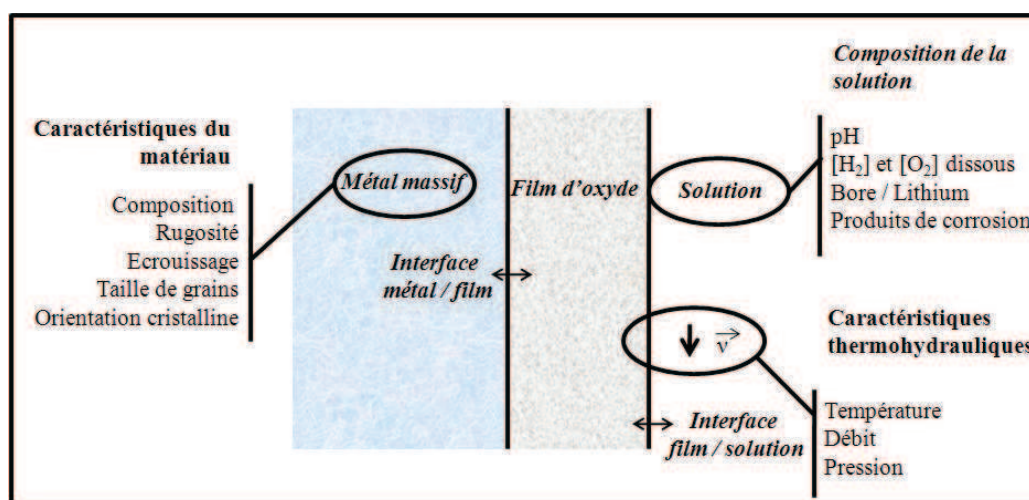 Caractéristiques du
matériau
Composition
Rugosité
Ecrouissage
Taille de grains
Orientation cristalline
Métal massif
Film d'oxyde
Interface
métal / film
Solution
Composition de la
solution
pH
[H₂] et [O₂] dissous
Bore / Lithium
Produits de corrosion
v
Caractéristiques
thermohydrauliques
Température
Débit
Pression
Interface
film / solution